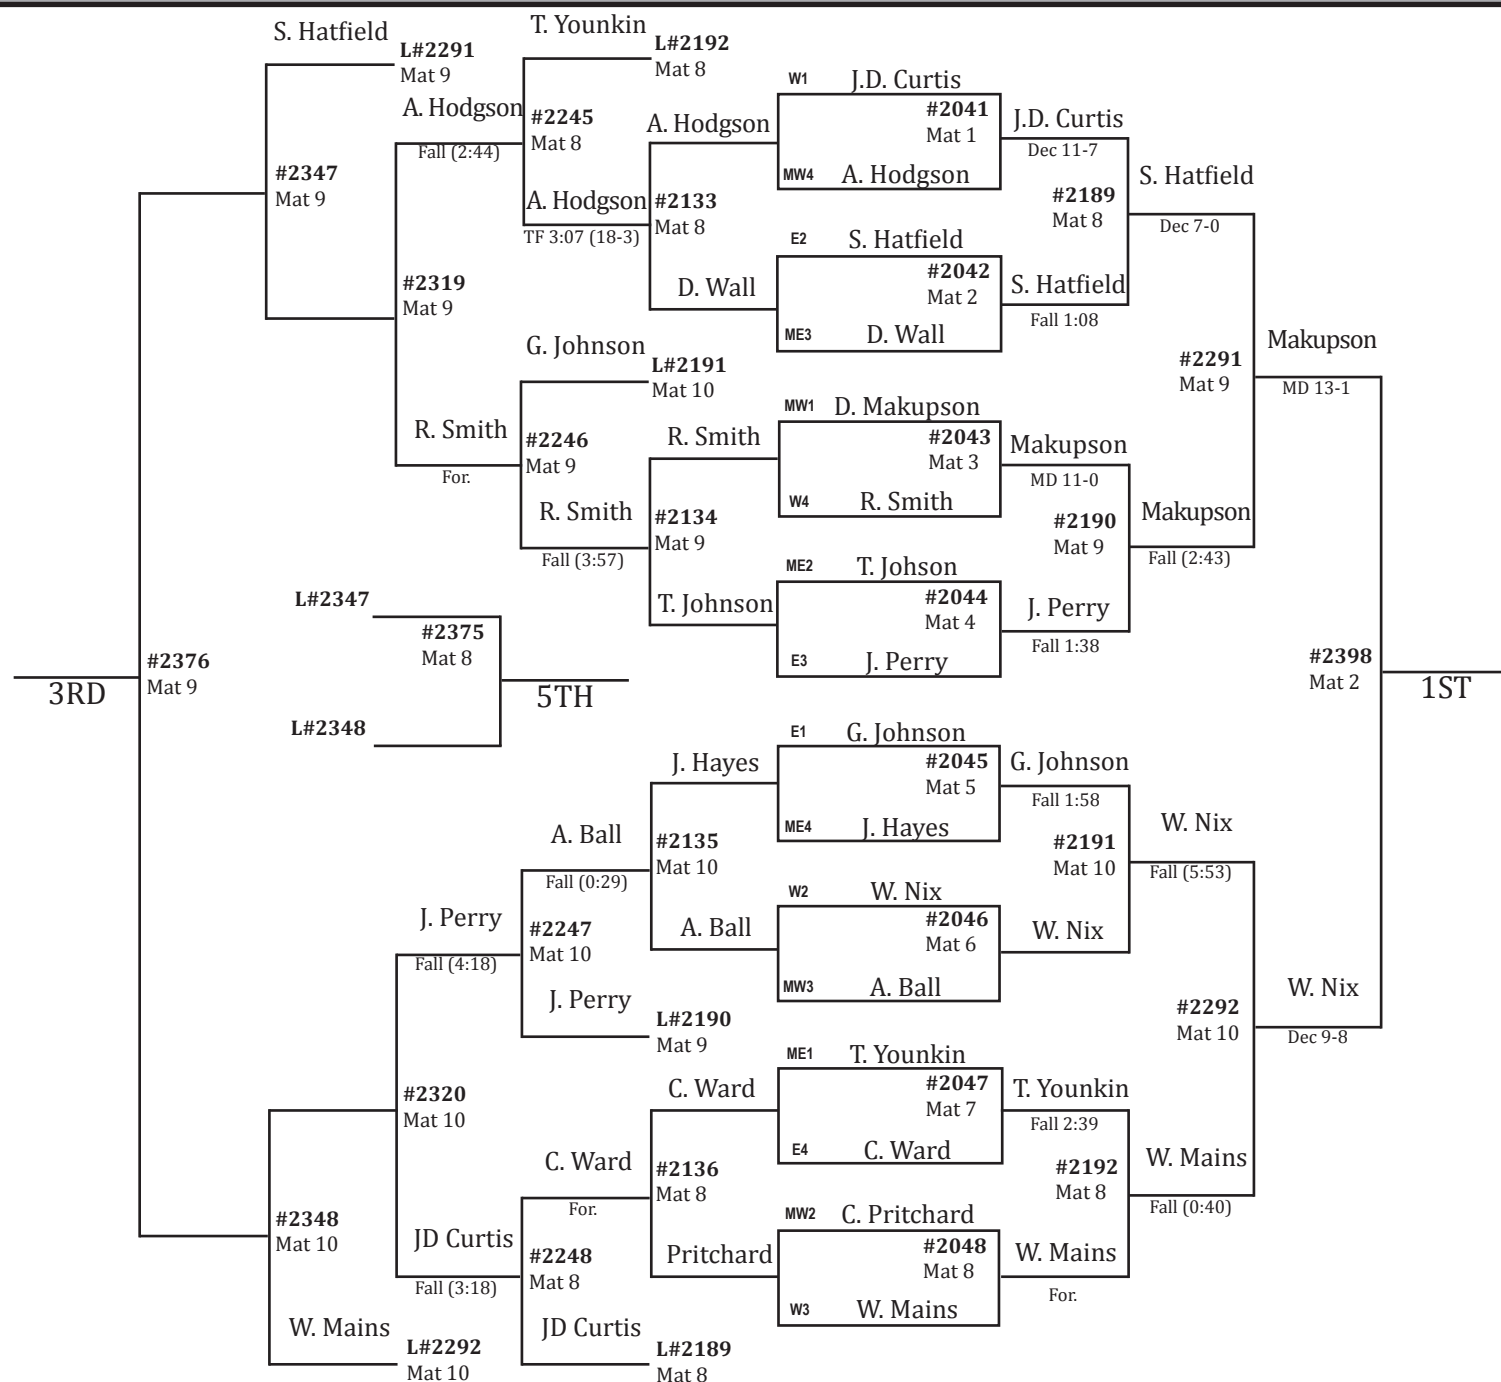 S. Hatfield
L#2291
Mat 9
T. Younkin
L#2192
Mat 8
A. Hodgson
Fall (2:44)
#2245
Mat 8
#2347
Mat 9
A. Hodgson
TF 3:07 (18-3)
A. Hodgson
#2133
Mat 8
D. Wall
#2319
Mat 9
G. Johnson
L#2191
Mat 10
R. Smith
For.
#2246
Mat 9
R. Smith
Fall (3:57)
R. Smith
#2134
Mat 9
T. Johnson
W1
J.D. Curtis
#2041
Mat 1
MW4
A. Hodgson
J.D. Curtis
Dec 11-7
#2189
Mat 8
E2
S. Hatfield
#2042
Mat 2
ME3
D. Wall
S. Hatfield
Fall 1:08
S. Hatfield
Dec 7-0
#2291
Mat 9
Makupson
MD 13-1
MW1
D. Makupson
#2043
Mat 3
W4
R. Smith
Makupson
MD 11-0
#2190
Mat 9
Makupson
Fall (2:43)
ME2
T. Johson
#2044
Mat 4
E3
J. Perry
J. Perry
Fall 1:38
L#2347
#2375
Mat 8
L#2348
5TH
#2376
Mat 9
3RD
#2398
Mat 2
1ST
E1
G. Johnson
#2045
Mat 5
ME4
J. Hayes
G. Johnson
Fall 1:58
#2191
Mat 10
W. Nix
Fall (5:53)
J. Hayes
#2135
Mat 10
A. Ball
A. Ball
Fall (0:29)
#2247
Mat 10
J. Perry
L#2190
Mat 9
J. Perry
Fall (4:18)
W2
W. Nix
#2046
Mat 6
MW3
A. Ball
W. Nix
#2292
Mat 10
W. Nix
Dec 9-8
ME1
T. Younkin
#2047
Mat 7
E4
C. Ward
T. Younkin
Fall 2:39
#2192
Mat 8
W. Mains
Fall (0:40)
C. Ward
#2136
Mat 8
Pritchard
C. Ward
For.
#2320
Mat 10
MW2
C. Pritchard
#2048
Mat 8
W3
W. Mains
W. Mains
For.
#2348
Mat 10
JD Curtis
Fall (3:18)
#2248
Mat 8
JD Curtis
L#2189
Mat 8
W. Mains
L#2292
Mat 10